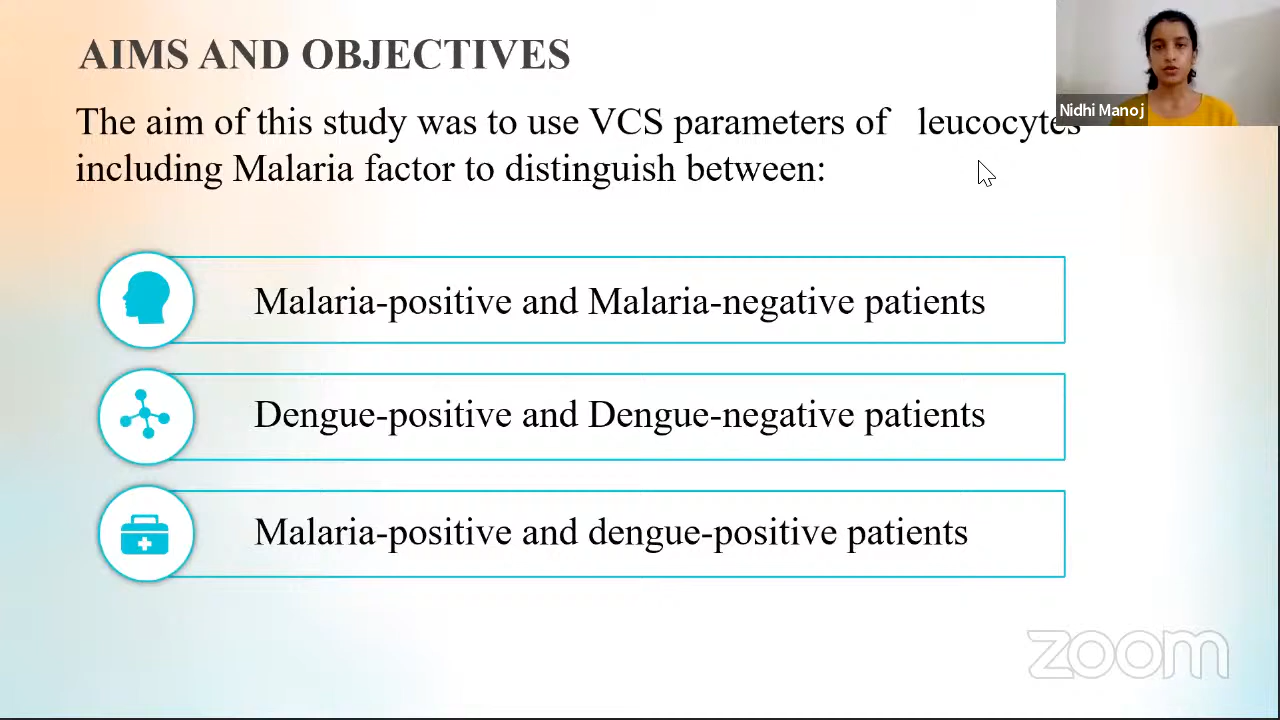 AIMS AND OBJECTIVES
The aim of this study was to use VCS parameters of leucocytes
including Malaria factor to distinguish between:
Nidhi Manoj
Malaria-positive and Malaria-negative patients
Dengue-positive and Dengue-negative patients
Malaria-positive and dengue-positive patients
zoom